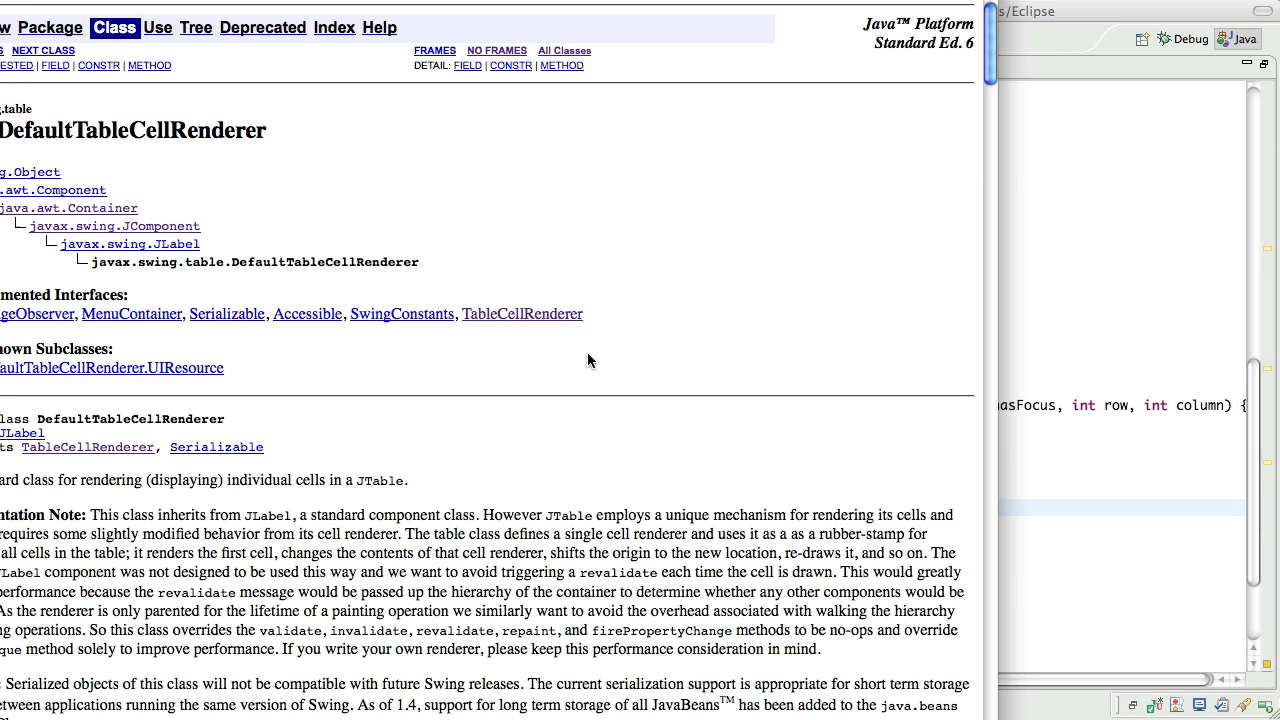 w Package Class Use Tree Deprecated Index Help
Java™ Platform
Standard Ed. 6
S NEXT CLASS
FRAMES NO FRAMES All Classes
ESTED | FIELD | CONSTR | METHOD
DETAIL: FIELD | CONSTR | METHOD
g.table
DefaultTableCellRenderer
g.Object
.awt.Component
java.awt.Container
javax.swing.JComponent
javax.swing.JLabel
javax.swing.table.DefaultTableCellRenderer
mented Interfaces:
geObserver, MenuContainer, Serializable, Accessible, SwingConstants, TableCellRenderer
nown Subclasses:
aultTableCellRenderer.UIResource
lass DefaultTableCellRenderer
JLabel
ts TableCellRenderer, Serializable
ard class for rendering (displaying) individual cells in a JTable.
ntation Note: This class inherits from JLabel, a standard component class. However JTable employs a unique mechanism for rendering its cells and
requires some slightly modified behavior from its cell renderer. The table class defines a single cell renderer and uses it as a as a rubber-stamp for
all cells in the table; it renders the first cell, changes the contents of that cell renderer, shifts the origin to the new location, re-draws it, and so on. The
JLabel component was not designed to be used this way and we want to avoid triggering a revalidate each time the cell is drawn. This would greatly
performance because the revalidate message would be passed up the hierarchy of the container to determine whether any other components would be
As the renderer is only parented for the lifetime of a painting operation we similarly want to avoid the overhead associated with walking the hierarchy
ng operations. So this class overrides the validate, invalidate, revalidate, repaint, and firePropertyChange methods to be no-ops and override
que method solely to improve performance. If you write your own renderer, please keep this performance consideration in mind.
: Serialized objects of this class will not be compatible with future Swing releases. The current serialization support is appropriate for short term storage
etween applications running the same version of Swing. As of 1.4, support for long term storage of all JavaBeans™ has been added to the java.beans
s/Eclipse
Debug Java
hasFocus, int row, int column) {